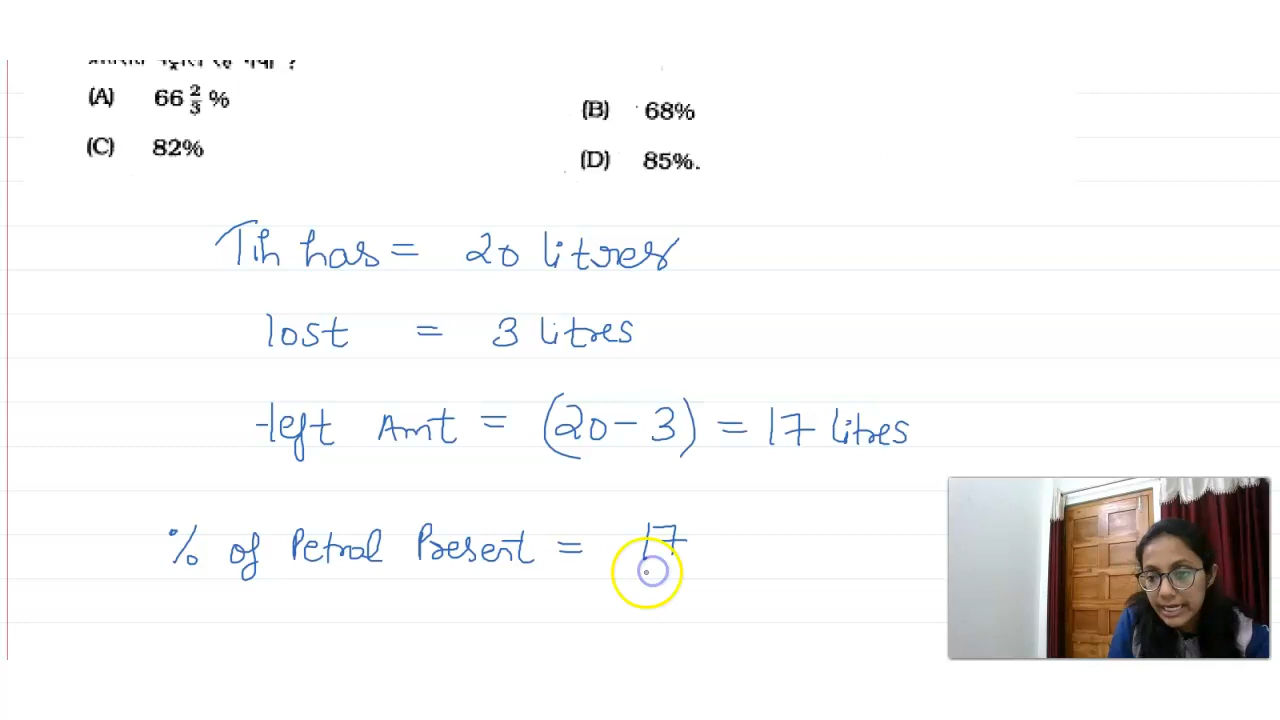 ?
(A) 66 2/3 %
(B) 68%
(C) 82%
(D) 85%.
Tin has = 20 litres
lost = 3 litres
left Amt = (20 - 3) = 17 litres
% of Petrol Present = 17